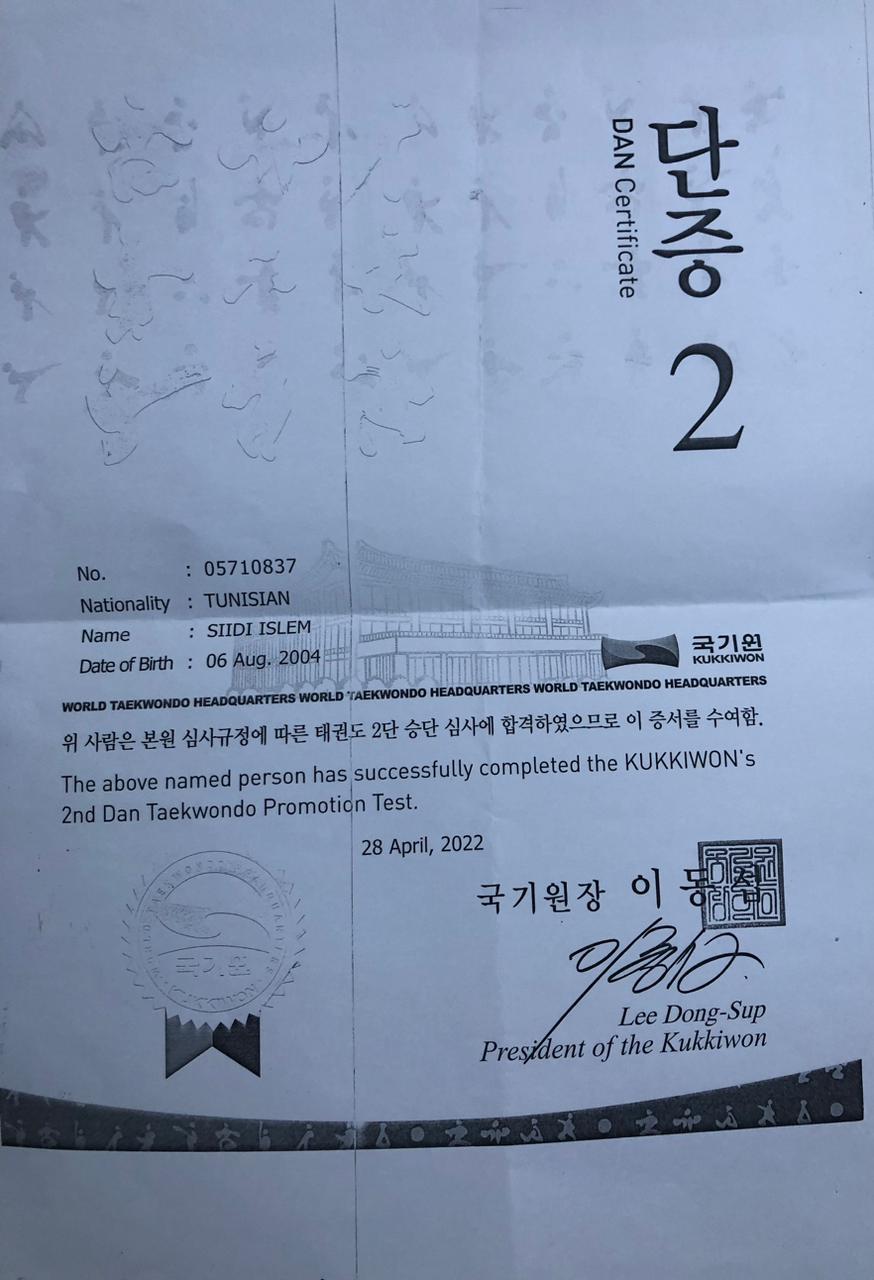 단증
DAN Certificate
2
No. : 05710837
Nationality : TUNISIAN
Name : SIIDI ISLEM
Date of Birth : 06 Aug. 2004
국기원
KUKKIWON
WORLD TAEKWONDO HEADQUARTERS WORLD TAEKWONDO HEADQUARTERS WORLD TAEKWONDO HEADQUARTERS
위 사람은 본원 심사규정에 따른 태권도 2단 승단 심사에 합격하였으므로 이 증서를 수여함.
The above named person has successfully completed the KUKKIWON's
2nd Dan Taekwondo Promotion Test.
28 April, 2022
국기원장 이 동 섭
Lee Dong-Sup
President of the Kukkiwon
국기원
KUKKIWON